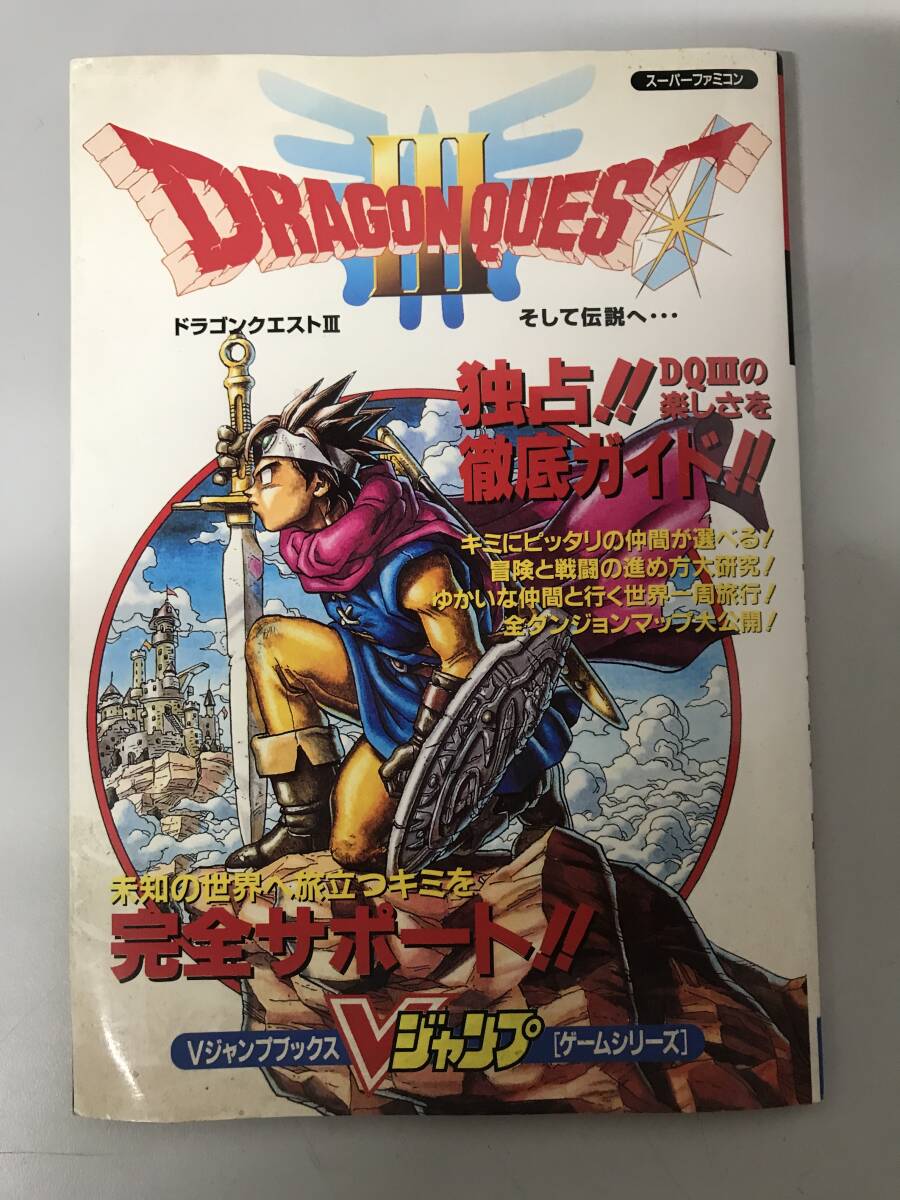 スーパーファミコン
DRAGON QUEST
III
ドラゴンクエストIII
そして伝説へ・・・
独占!!
DQIIIの
楽しさを
徹底ガイド!!
キミにピッタリの仲間が選べる!
冒険と戦闘の進め方大研究!
ゆかいな仲間と行く世界一周旅行!
全ダンジョンマップ大公開!
未知の世界へ旅立つキミを
完全サポート!!
Vジャンプブックス
Vジャンプ
[ゲームシリーズ]